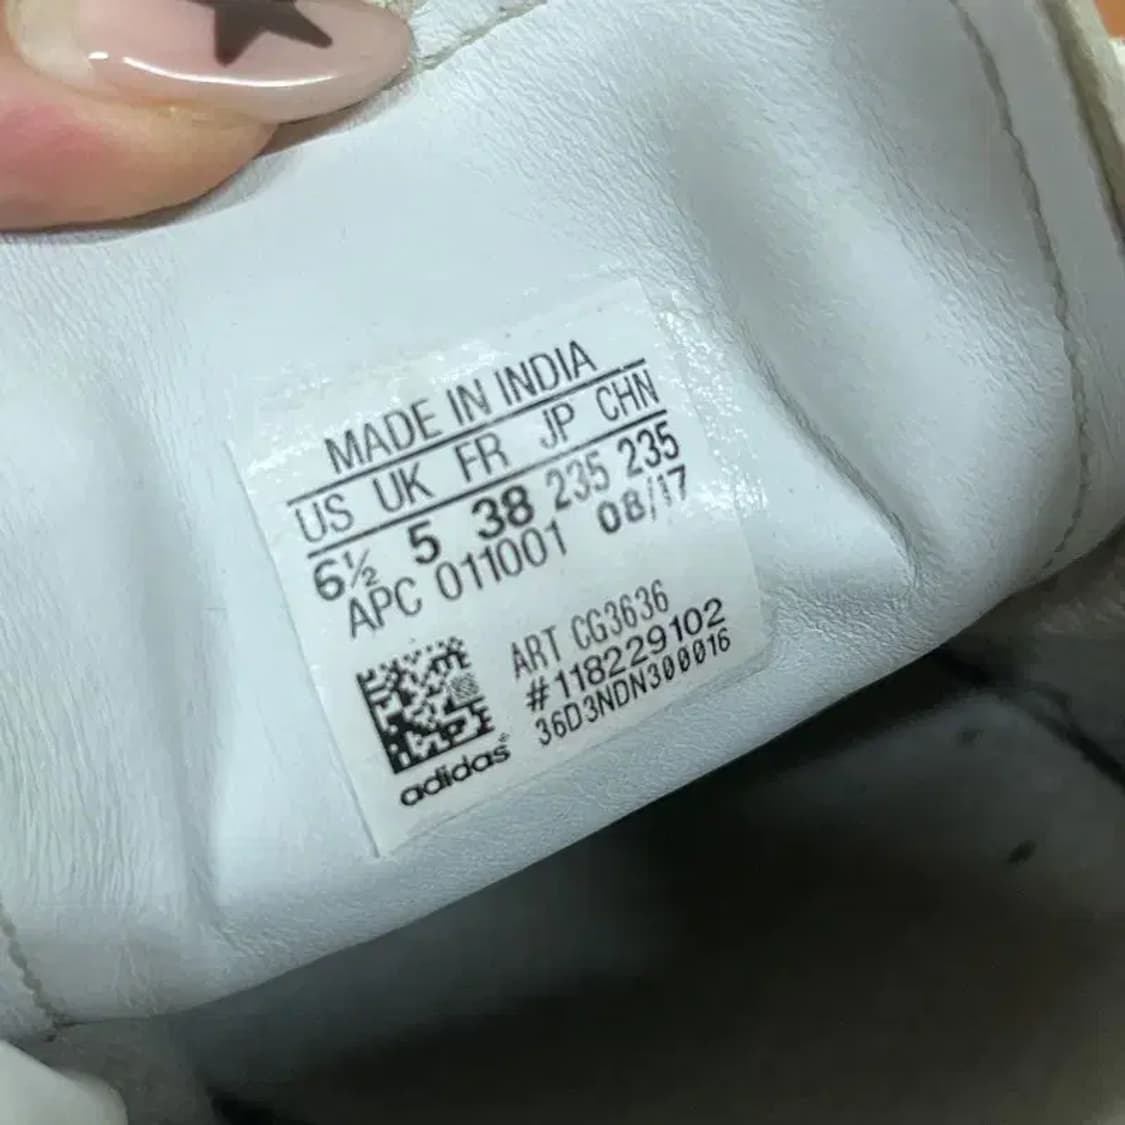 MADE IN INDIA
US UK FR JP CHN
6½ 5 38 235 235
APC 011001 08/17
ART CG3636
#118229102
36D3NDN300016
adidas